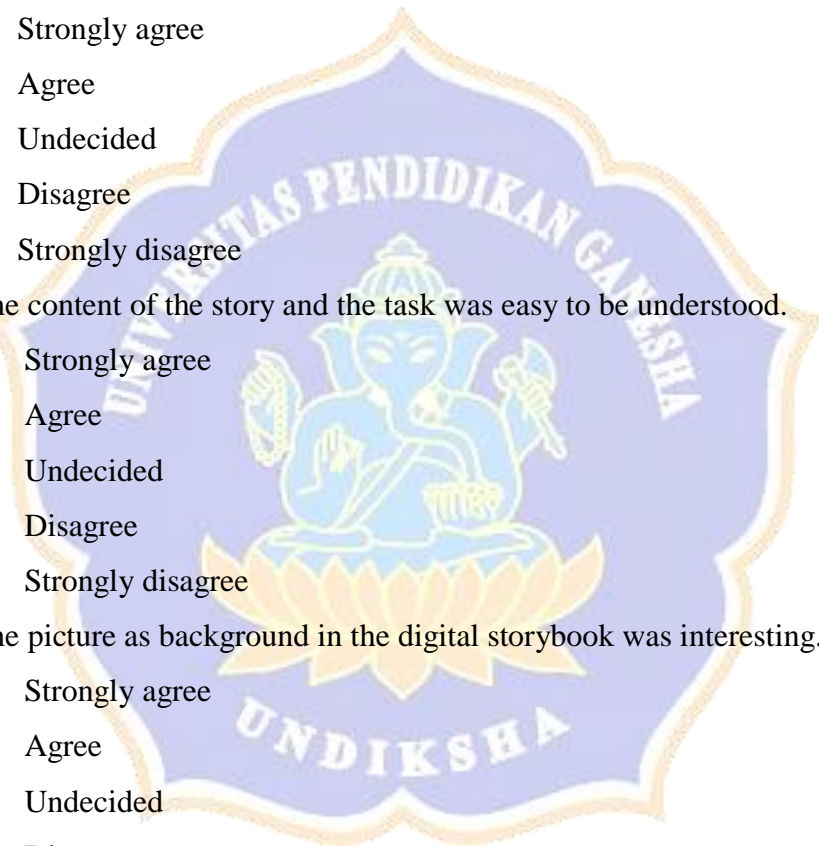 Strongly agree
Agree
Undecided
Disagree
Strongly disagree
UNIVERSITAS PENDIDIKAN GANESHA
content of the story and the task was easy to be understood.
Strongly agree
Agree
Undecided
Disagree
Strongly disagree
picture as background in the digital storybook was interesting.
Strongly agree
UNDIKSHA
Agree
Undecided